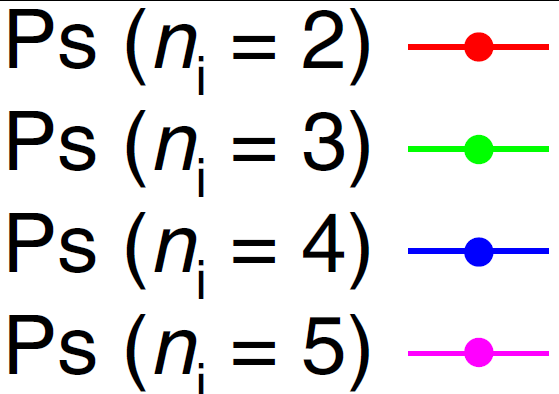 Ps (nᵢ = 2)
Ps (nᵢ = 3)
Ps (nᵢ = 4)
Ps (nᵢ = 5)